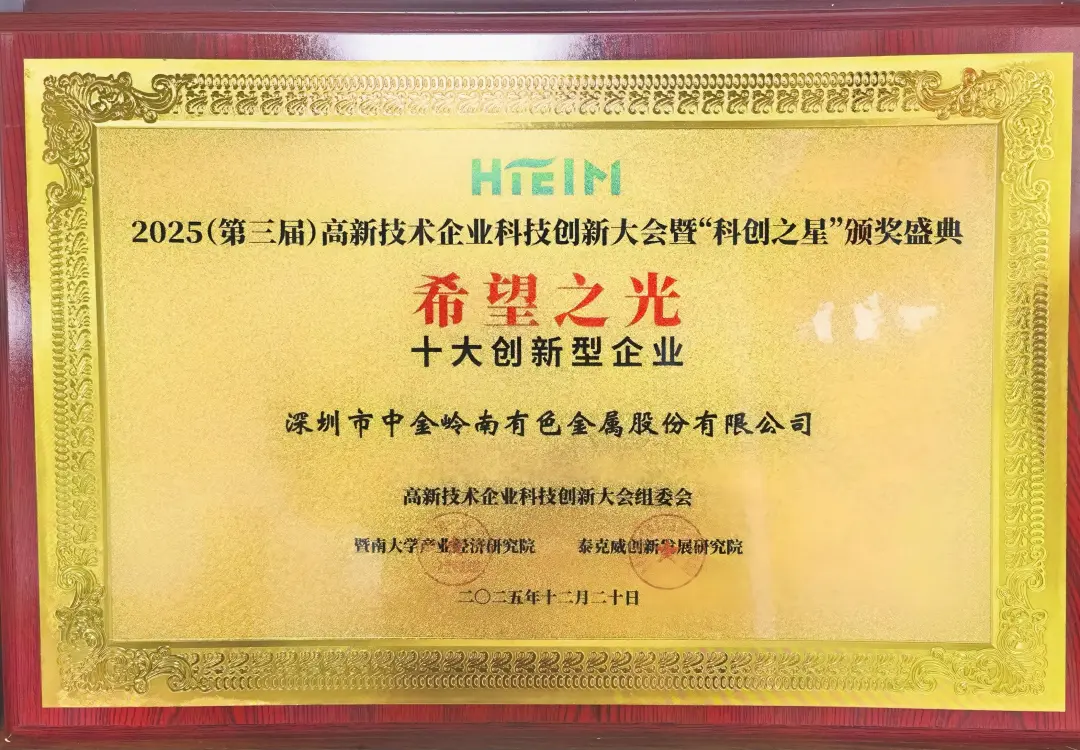 HTEIM
2025(第三届)高新技术企业科技创新大会暨“科创之星”颁奖盛典
希望之光
十大创新型企业
深圳市中金岭南有色金属股份有限公司
高新技术企业科技创新大会组委会
暨南大学产业经济研究院 泰克威创新发展研究院
二〇二五年十二月二十日